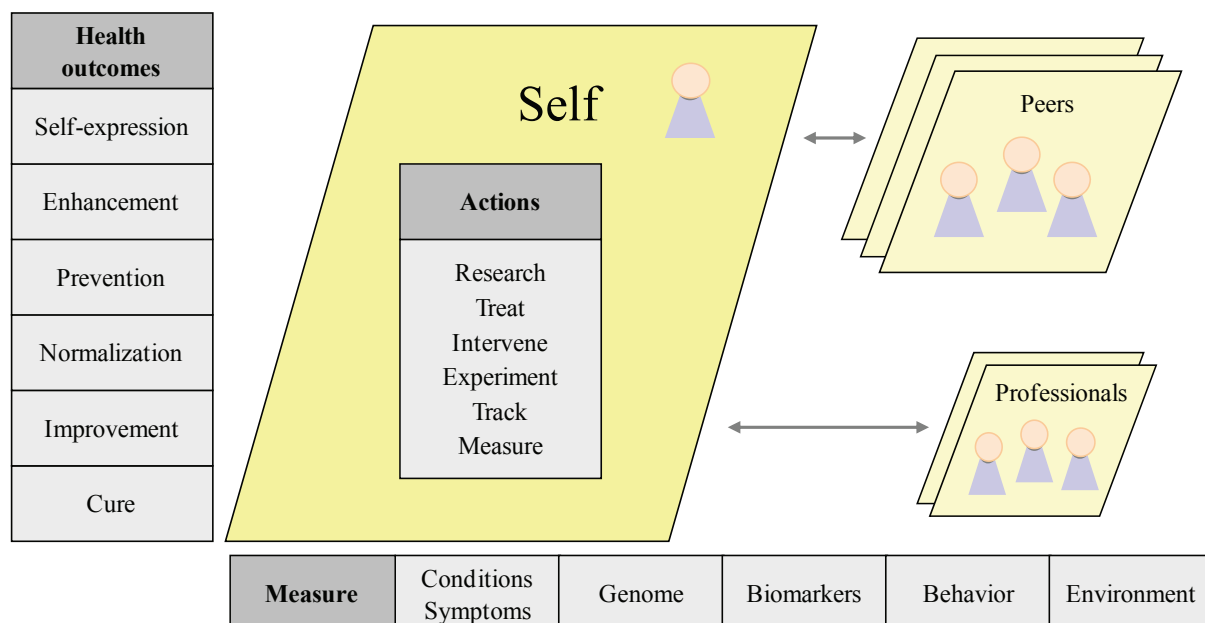 Health
outcomes
Self-expression
Enhancement
Prevention
Normalization
Improvement
Cure
Self
Actions
Research
Treat
Intervene
Experiment
Track
Measure
Peers
Professionals
Measure
Conditions
Symptoms
Genome
Biomarkers
Behavior
Environment